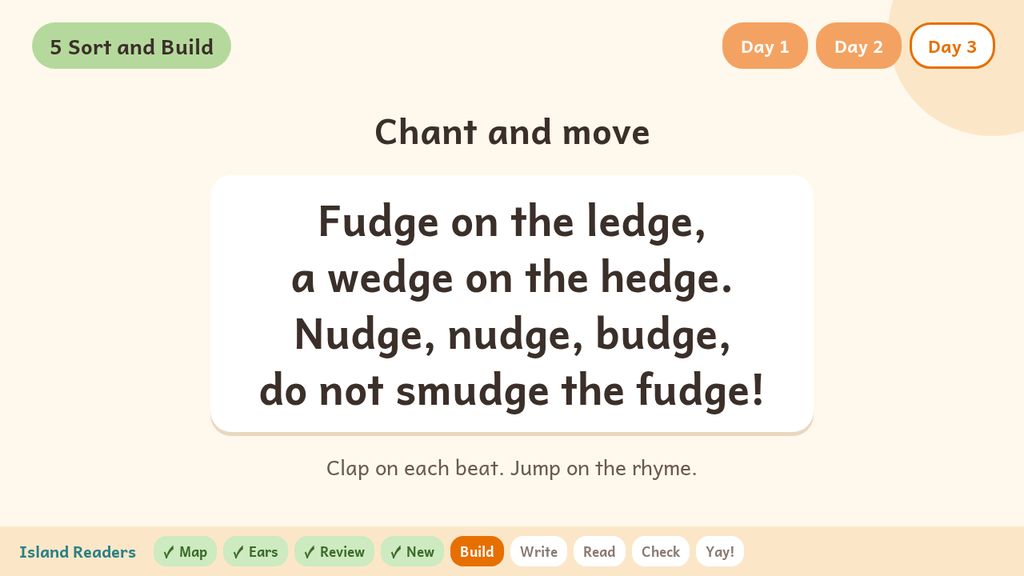 5 Sort and Build
Day 1
Day 2
Day 3
Chant and move
Fudge on the ledge,
a wedge on the hedge.
Nudge, nudge, budge,
do not smudge the fudge!
Clap on each beat. Jump on the rhyme.
Island Readers
✓ Map
✓ Ears
✓ Review
✓ New
Build
Write
Read
Check
Yay!